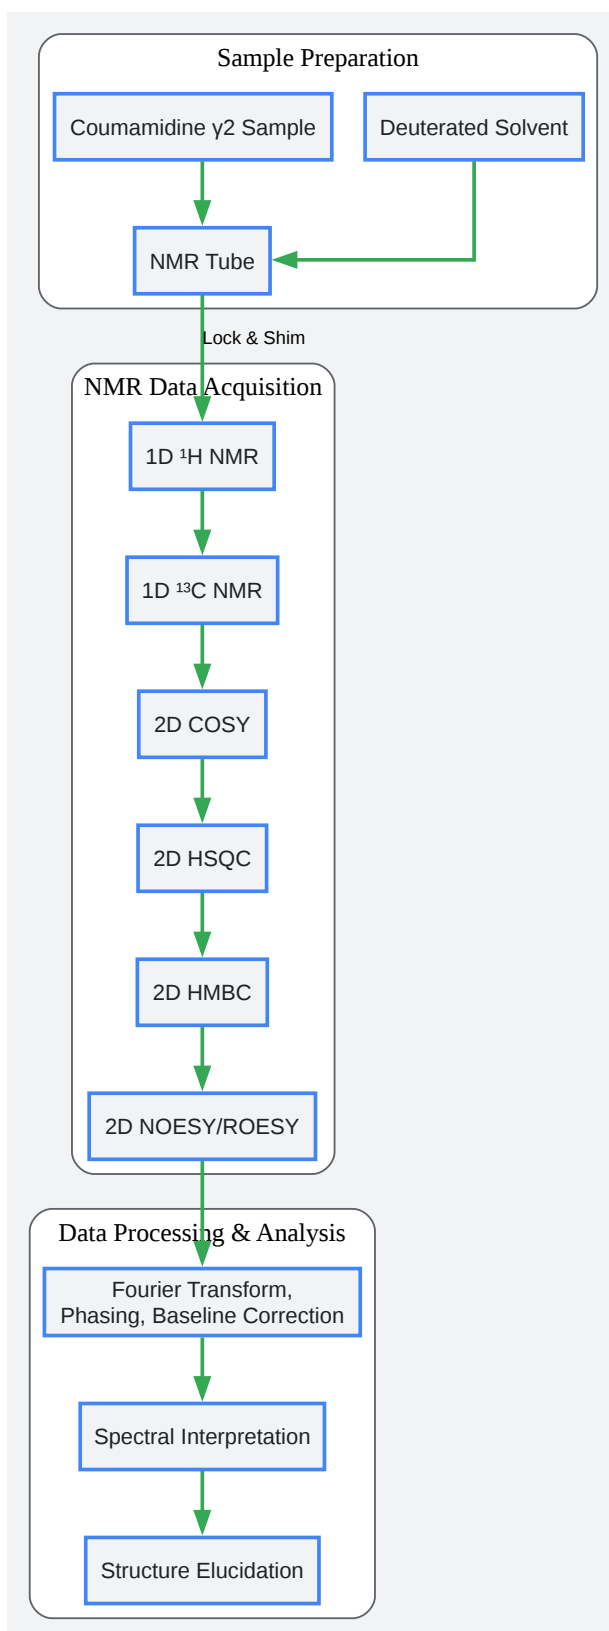 Sample Preparation
Coumamidine γ2 Sample
Deuterated Solvent
NMR Tube
Lock & Shim
NMR Data Acquisition
1D ¹H NMR
1D ¹³C NMR
2D COSY
2D HSQC
2D HMBC
2D NOESY/ROESY
Data Processing & Analysis
Fourier Transform,
Phasing, Baseline Correction
Spectral Interpretation
Structure Elucidation